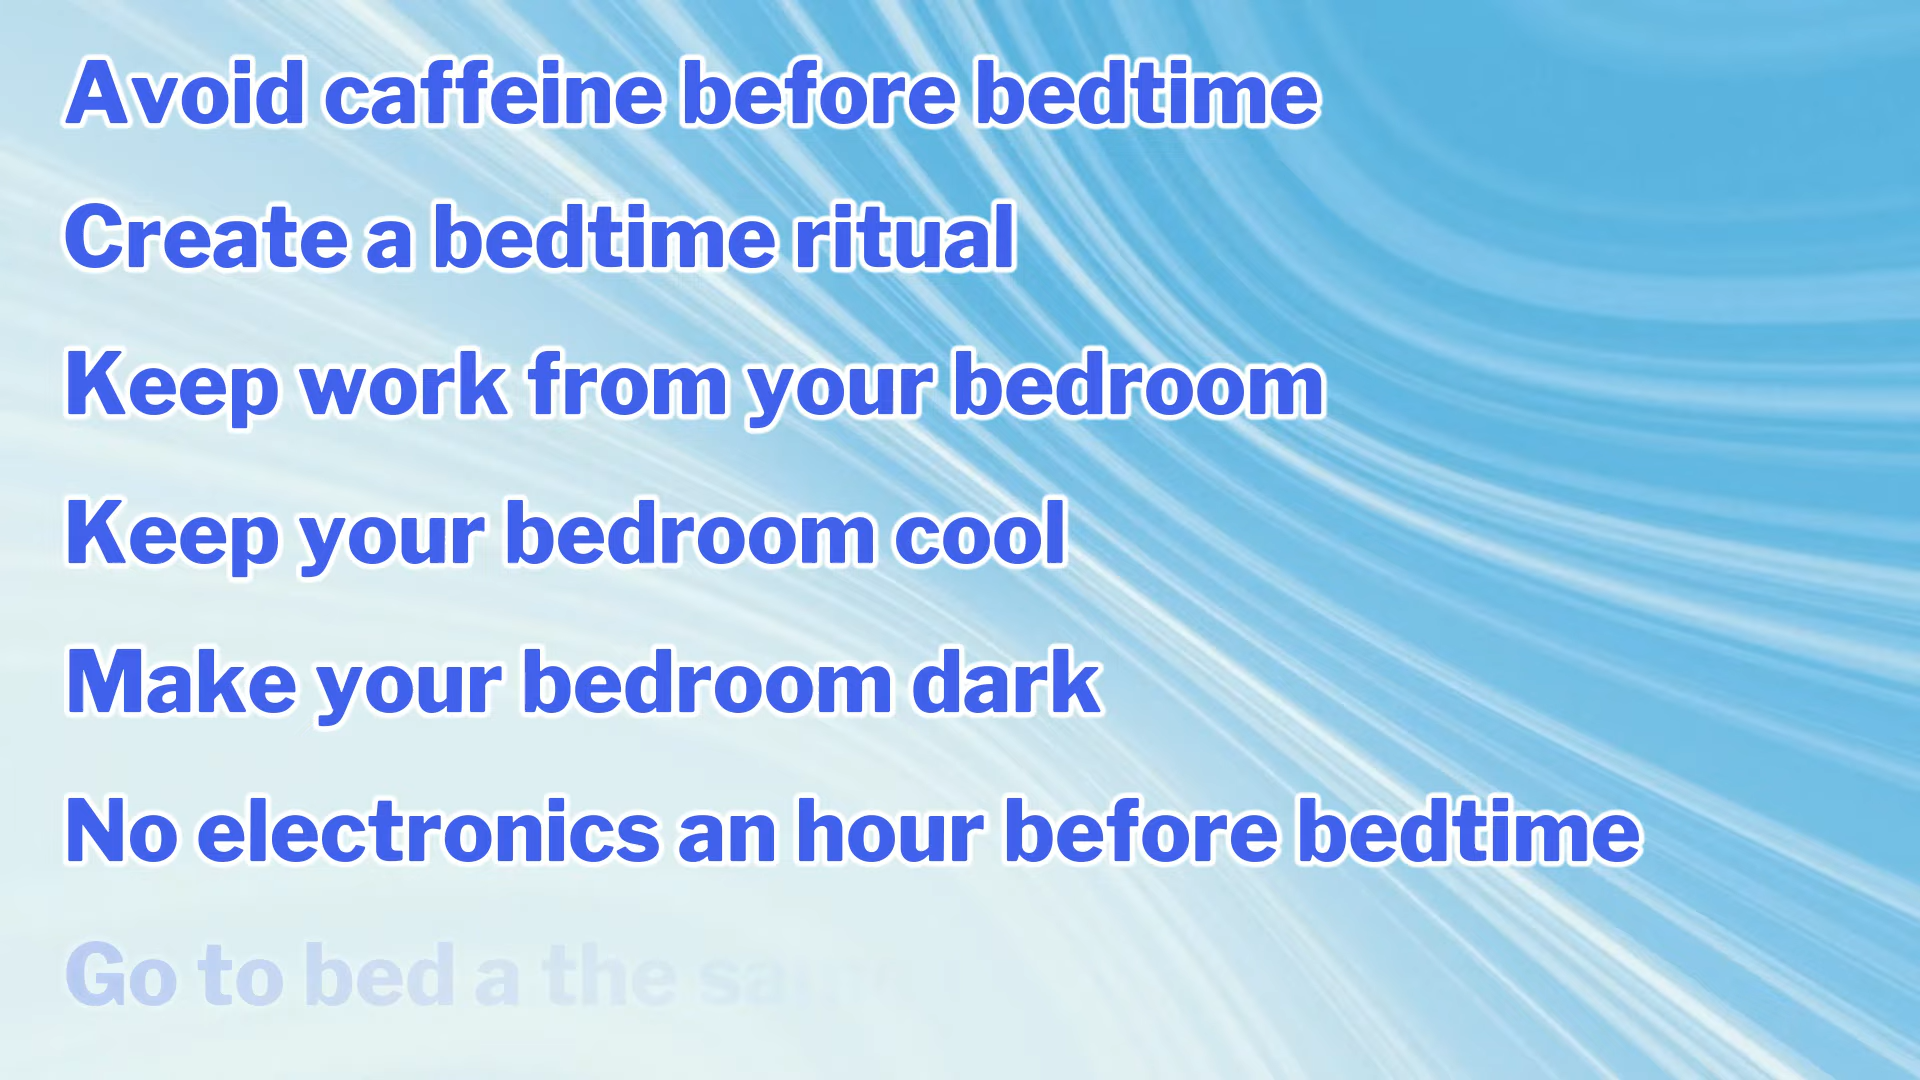 Avoid caffeine before bedtime
Create a bedtime ritual
Keep work from your bedroom
Keep your bedroom cool
Make your bedroom dark
No electronics an hour before bedtime
Go to bed a the